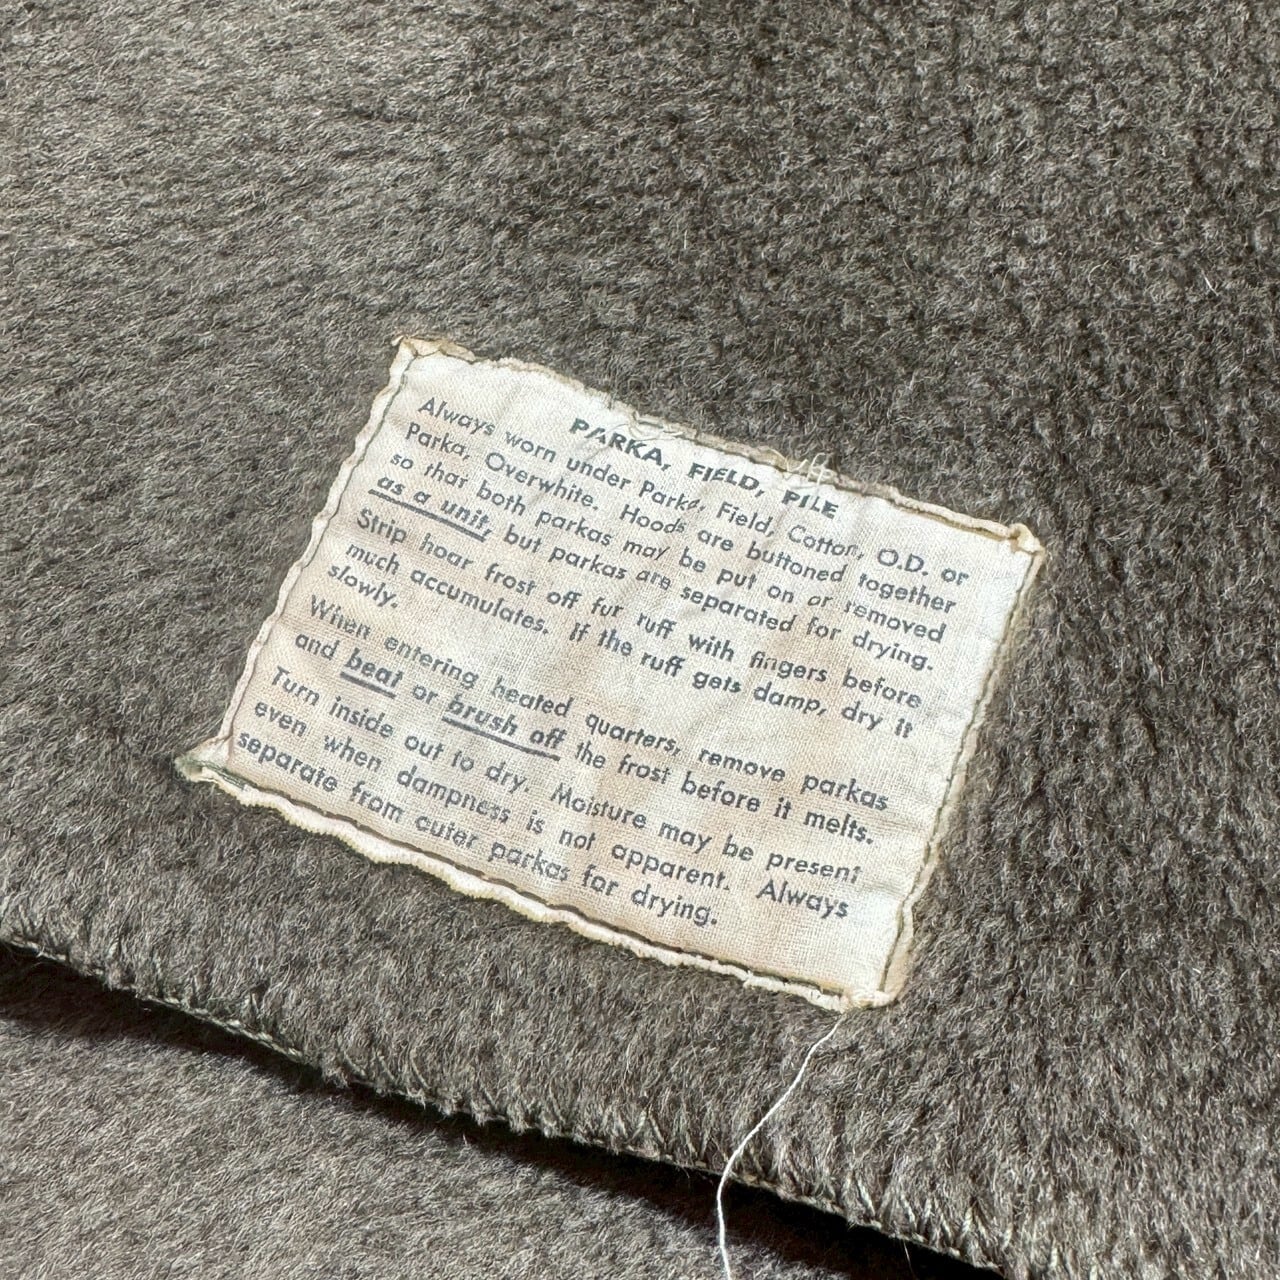 PARKA, FIELD, PILE
Always worn under Parka, Field, Cotton, O.D. or
Parka, Overwhite. Hoods are buttoned together
so that both parkas may be put on or removed
as a unit, but parkas are separated for drying.
Strip hoar frost off fur ruff with fingers before
much accumulates. If the ruff gets damp, dry it
slowly.
When entering heated quarters, remove parkas
and beat or brush off the frost before it melts.
Turn inside out to dry. Moisture may be present
even when dampness is not apparent. Always
separate from outer parkas for drying.